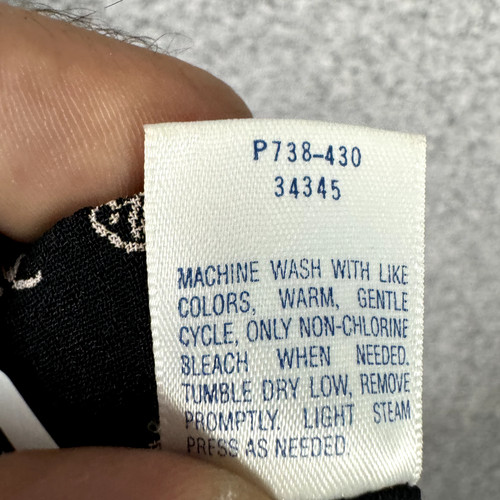 P738-430
34345
MACHINE WASH WITH LIKE
COLORS, WARM, GENTLE
CYCLE, ONLY NON-CHLORINE
BLEACH WHEN NEEDED.
TUMBLE DRY LOW, REMOVE
PROMPTLY. LIGHT STEAM
PRESS AS NEEDED.